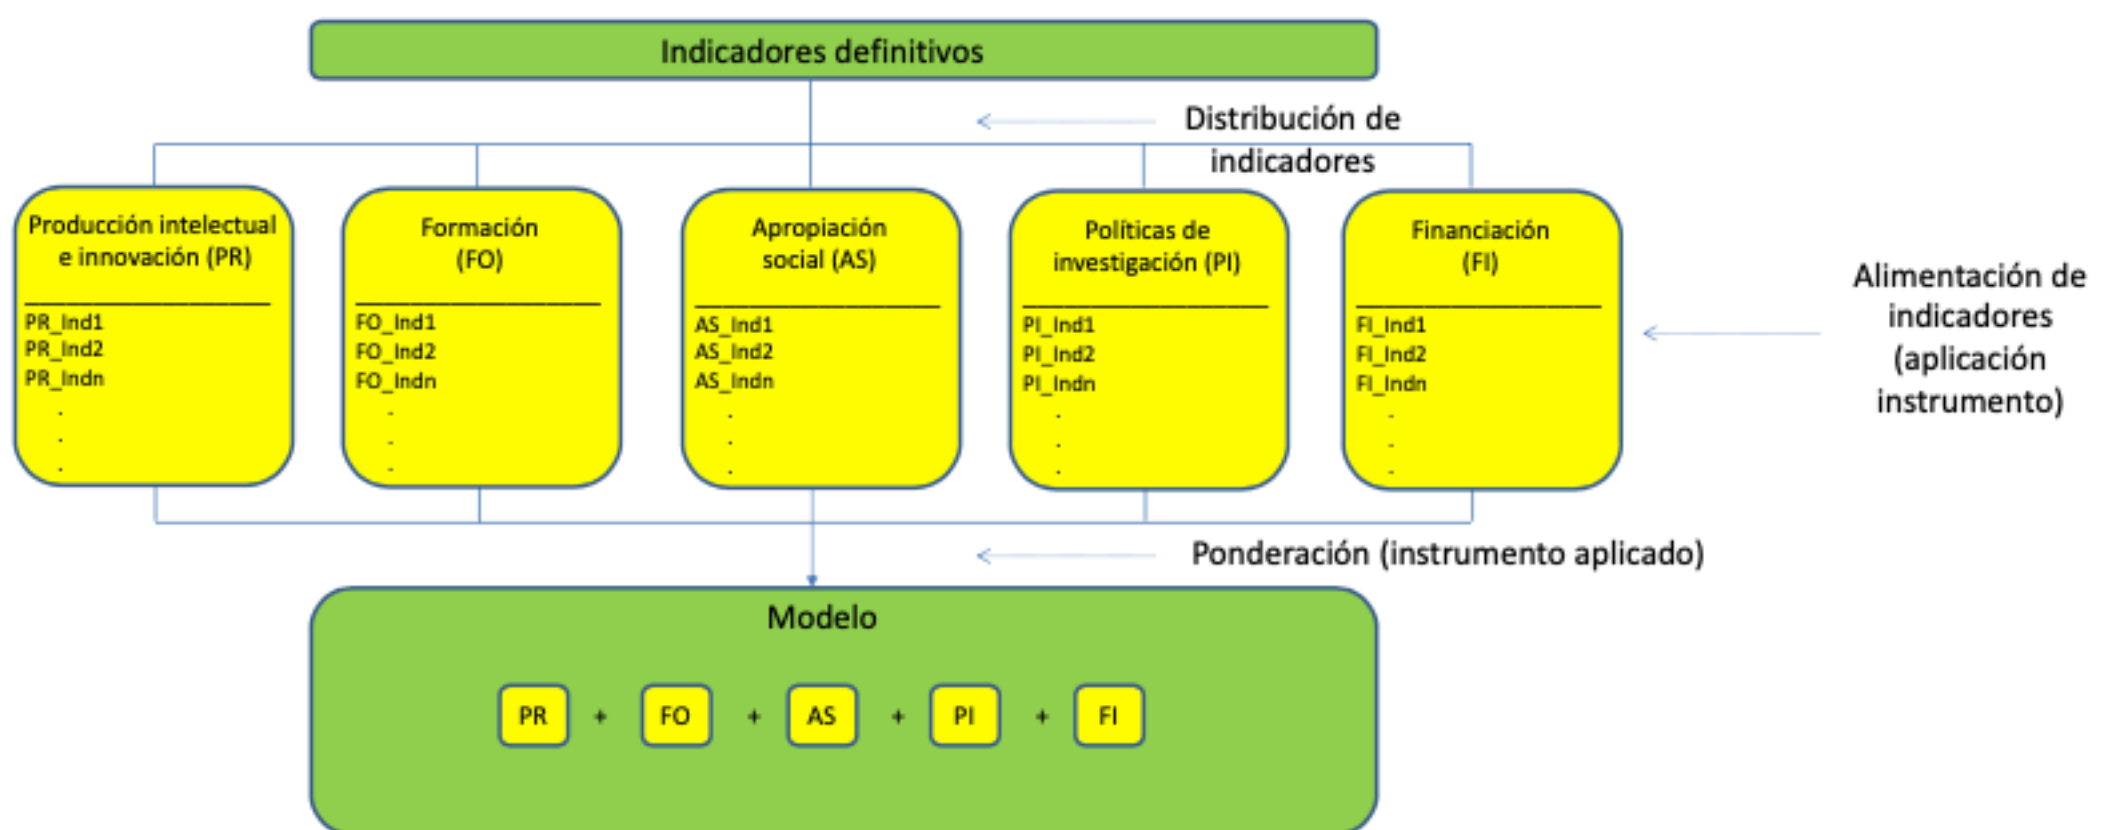 Indicadores definitivos
Distribución de
indicadores
Producción intelectual
e innovación (PR)
PR_Ind1
PR_Ind2
PR_Indn
.
.
.
Formación
(FO)
FO_Ind1
FO_Ind2
FO_Indn
.
.
.
Apropiación
social (AS)
AS_Ind1
AS_Ind2
AS_Indn
.
.
.
Políticas de
investigación (PI)
PI_Ind1
PI_Ind2
PI_Indn
.
.
.
Financiación
(FI)
FI_Ind1
FI_Ind2
FI_Indn
.
.
.
Alimentación de
indicadores
(aplicación
instrumento)
Ponderación (instrumento aplicado)
Modelo
PR + FO + AS + PI + FI